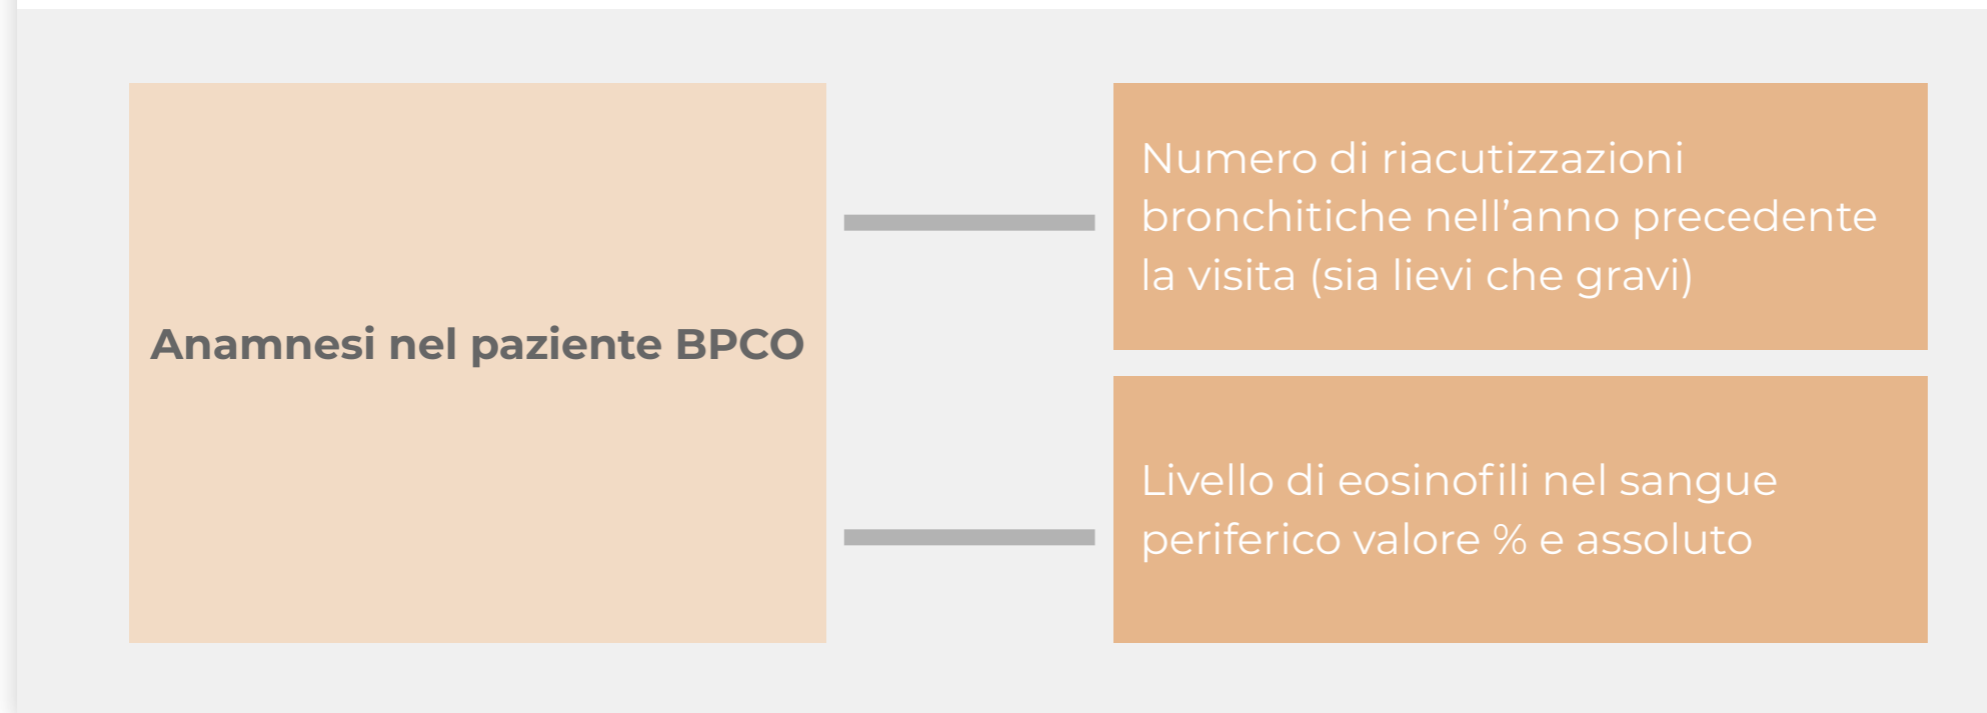 Anamnesi nel paziente BPCO
Numero di riacutizzazioni
bronchitiche nell’anno precedente
la visita (sia lievi che gravi)
Livello di eosinofili nel sangue
periferico valore % e assoluto